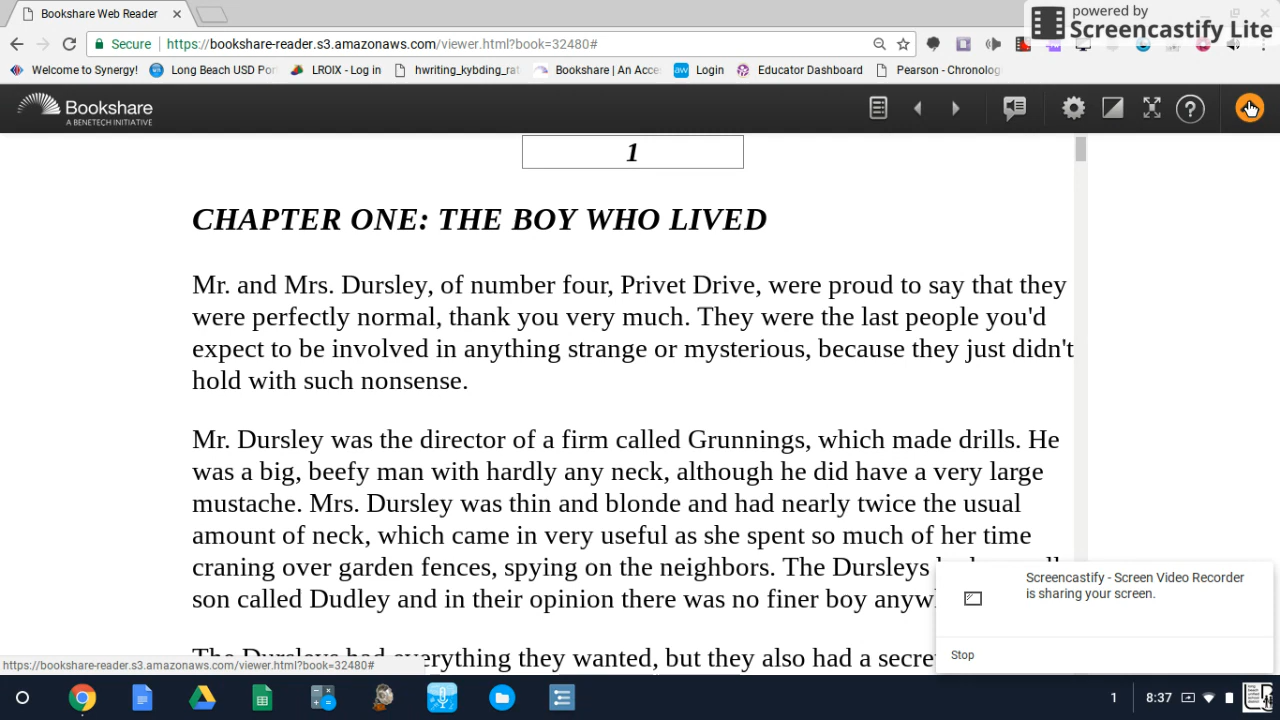 Bookshare Web Reader
powered by
Screencastify Lite
Secure
https://bookshare-reader.s3.amazonaws.com/viewer.html?book=32480#
Welcome to Synergy!
Long Beach USD Por
LROIX - Log in
hwriting_kybding_rat
Bookshare | An Acce
aw
Login
Educator Dashboard
Pearson - Chronolog
Bookshare
A BENETECH INITIATIVE
1
CHAPTER ONE: THE BOY WHO LIVED
Mr. and Mrs. Dursley, of number four, Privet Drive, were proud to say that they
were perfectly normal, thank you very much. They were the last people you'd
expect to be involved in anything strange or mysterious, because they just didn't
hold with such nonsense.
Mr. Dursley was the director of a firm called Grunnings, which made drills. He
was a big, beefy man with hardly any neck, although he did have a very large
mustache. Mrs. Dursley was thin and blonde and had nearly twice the usual
amount of neck, which came in very useful as she spent so much of her time
craning over garden fences, spying on the neighbors. The Dursleys
son called Dudley and in their opinion there was no finer boy anyw
The Dursleys had everything they wanted, but they also had a secre
Screencastify - Screen Video Recorder
is sharing your screen.
Stop
https://bookshare-reader.s3.amazonaws.com/viewer.html?book=32480#
1
8:37